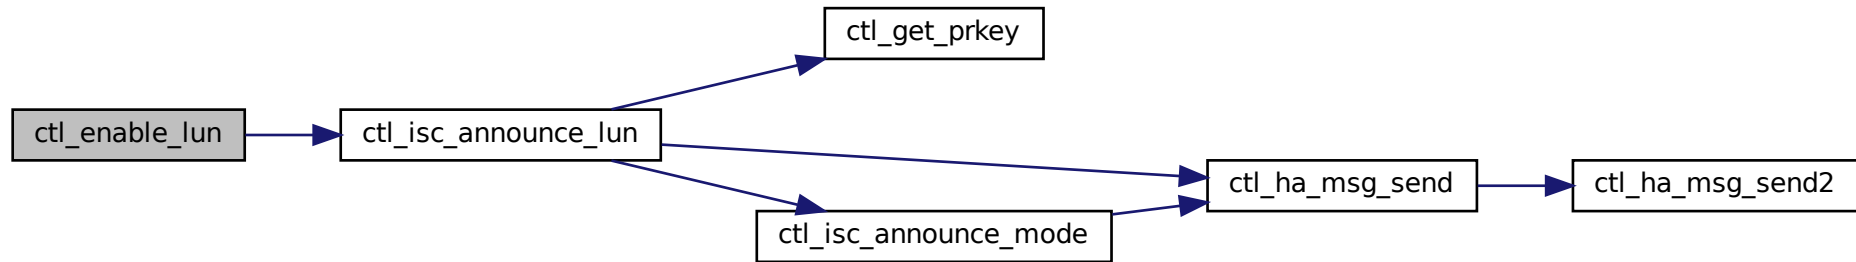 ctl_get_prkey
ctl_enable_lun
ctl_isc_announce_lun
ctl_ha_msg_send
ctl_ha_msg_send2
ctl_isc_announce_mode